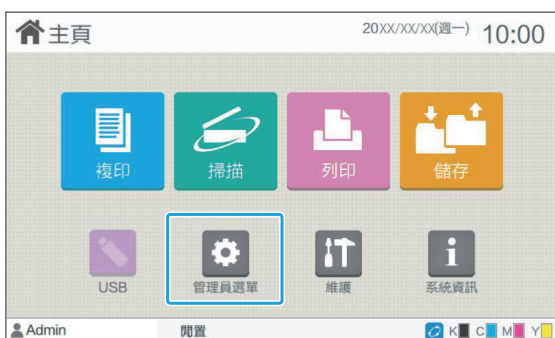 主頁 20XX/XX/XX(週一) 10:00
複印 掃描 列印 儲存
USB 管理員選單 維護 系統資訊
Admin 閒置 K C M Y